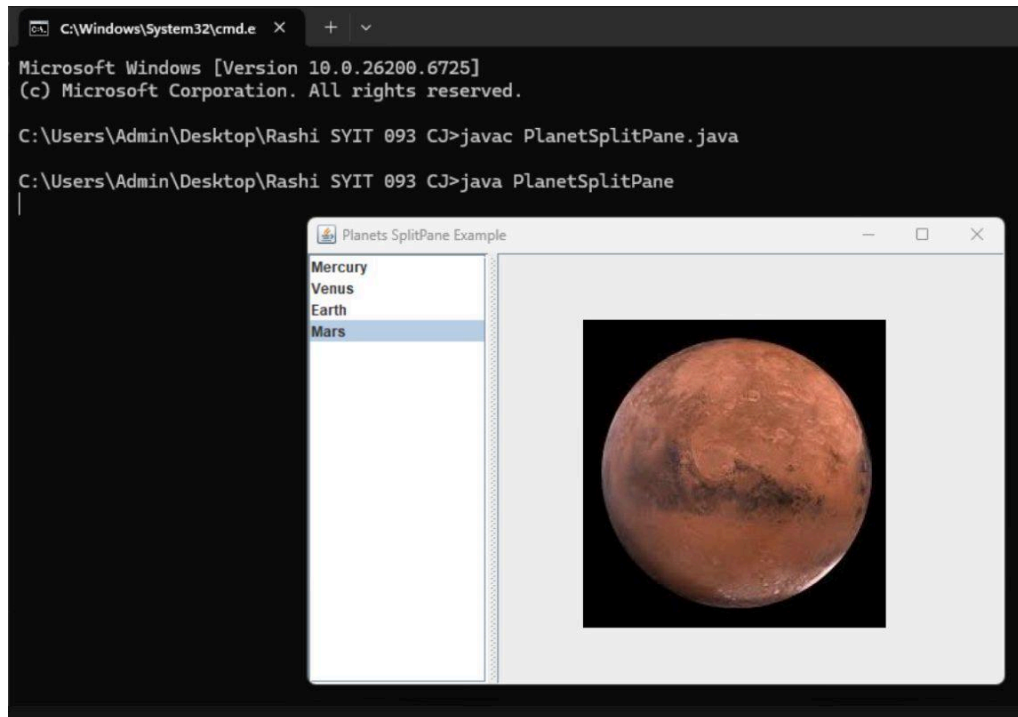 C:\Windows\System32\cmd.e
Microsoft Windows [Version 10.0.26200.6725]
(c) Microsoft Corporation. All rights reserved.
C:\Users\Admin\Desktop\Rashi SYIT 093 CJ>javac PlanetSplitPane.java
C:\Users\Admin\Desktop\Rashi SYIT 093 CJ>java PlanetSplitPane
Planets SplitPane Example
Mercury
Venus
Earth
Mars